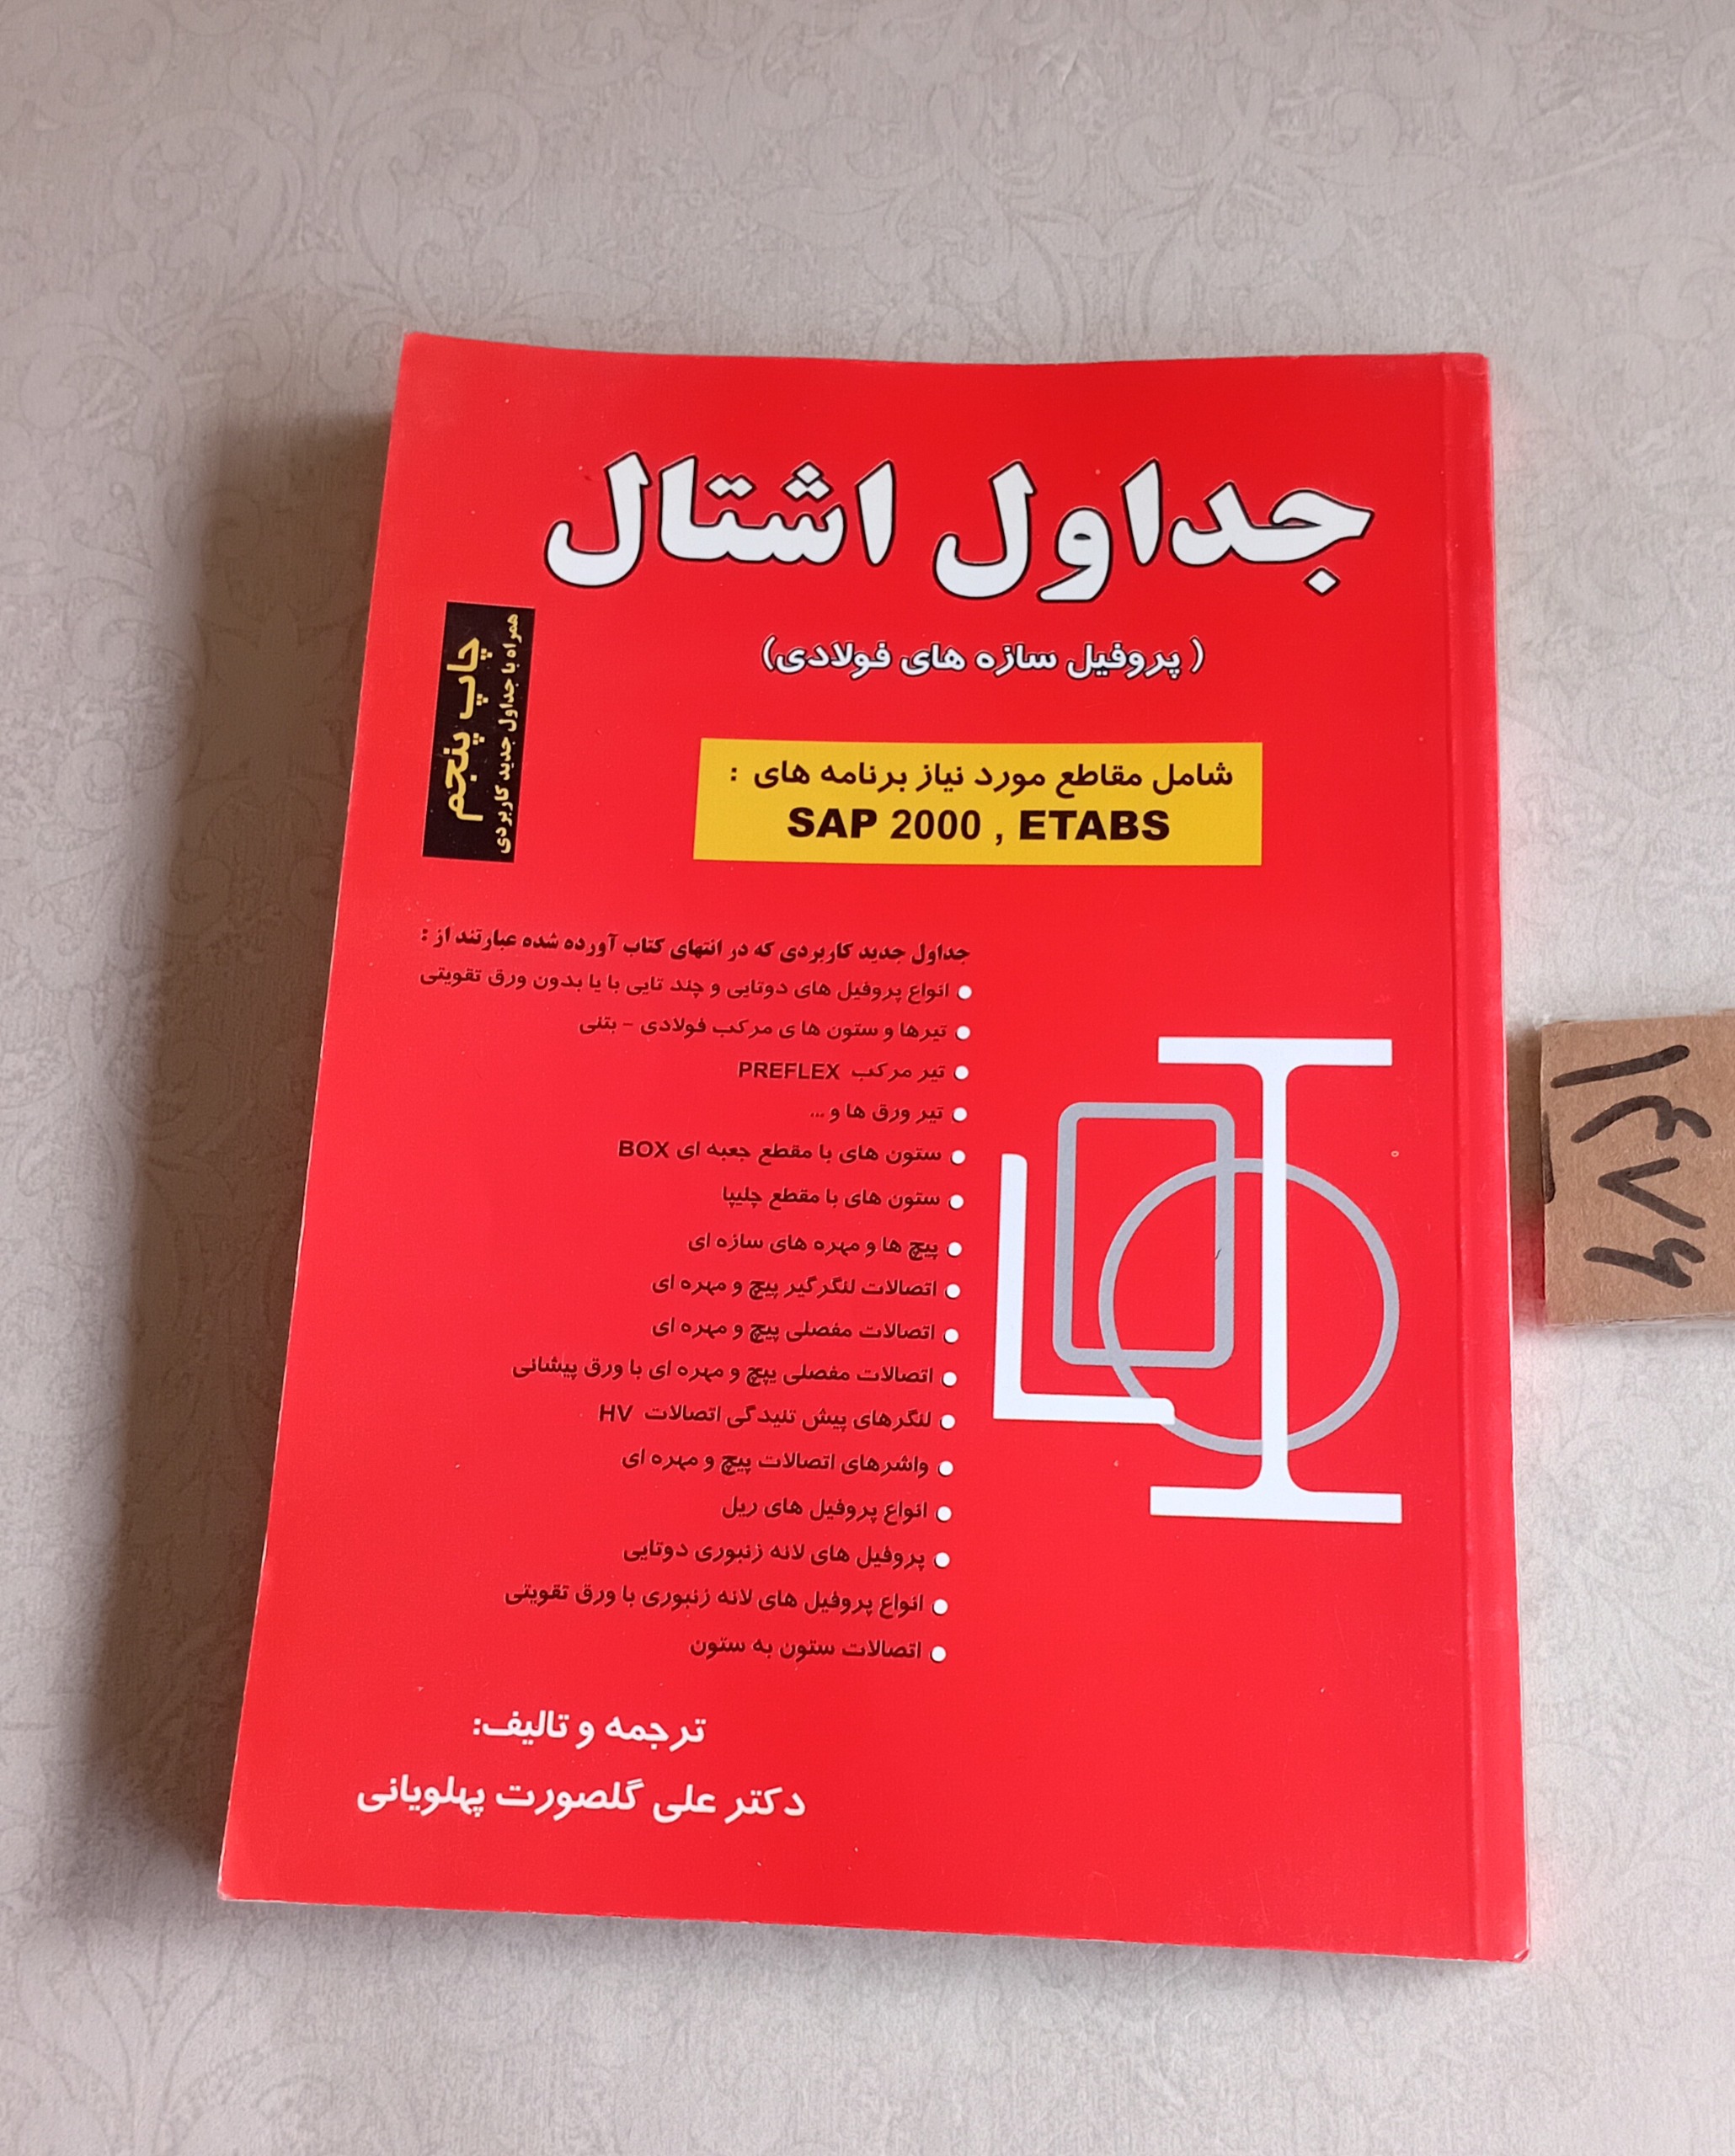 جداول اشتال
( پروفیل سازه های فولادی)
چاپ پنجم
همراه با جداول جدید کاربردی
شامل مقاطع مورد نیاز برنامه های :
SAP 2000 , ETABS
جداول جدید کاربردی که در انتهای کتاب آورده شده عبارتند از :
انواع پروفیل های دوتایی و چند تایی با یا بدون ورق تقویتی
تیرها و ستون ها ی مرکب فولادی - بتنی
تیر مرکب PREFLEX
تیر ورق ها و ...
ستون های با مقطع جعبه ای BOX
ستون های با مقطع چلیپا
پیچ ها و مهره های سازه ای
اتصالات لنگرگیر پیچ و مهره ای
اتصالات مفصلی پیچ و مهره ای
اتصالات مفصلی پیچ و مهره ای با ورق پیشانی
لنگرهای پیش تنیدگی اتصالات HV
واشرهای اتصالات پیچ و مهره ای
انواع پروفیل های ریل
پروفیل های لانه زنبوری دوتایی
انواع پروفیل های لانه زنبوری با ورق تقویتی
اتصالات ستون به ستون
ترجمه و تالیف:
دکتر علی گلصورت پهلویانی
۱۴۷۶